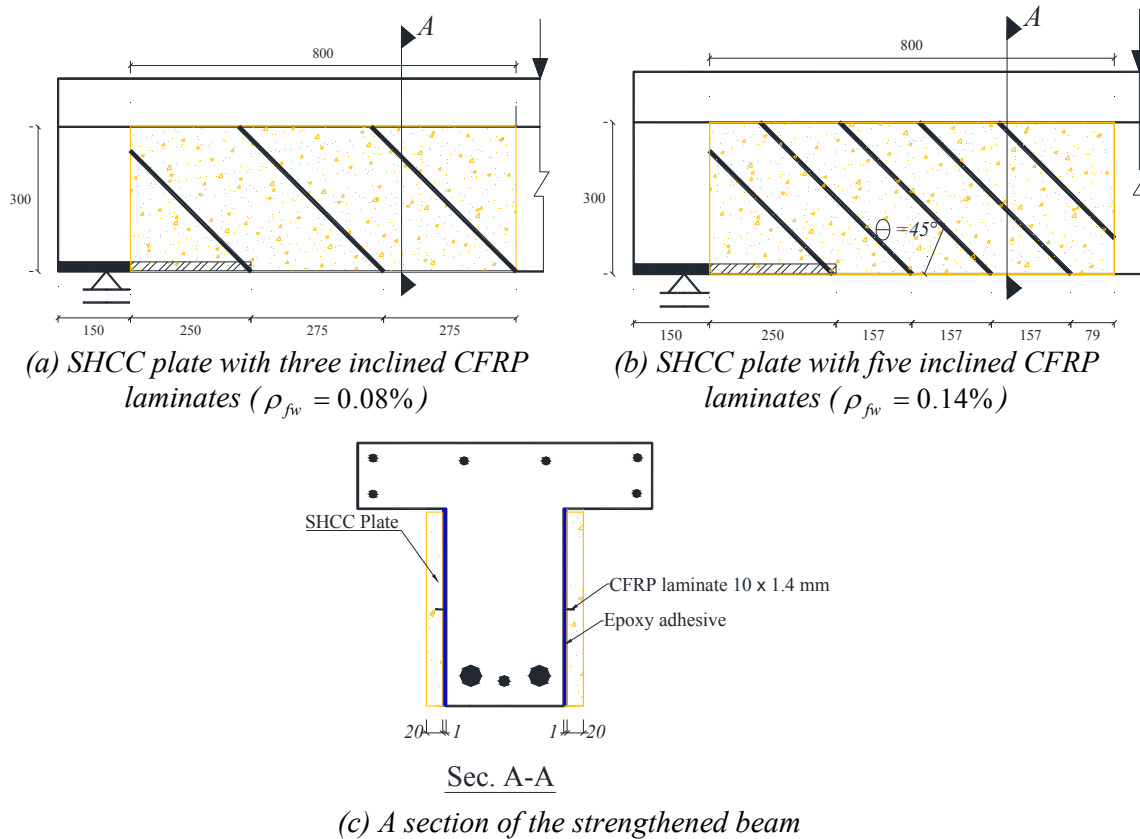 A
800
300
150
250
275
275
(a) SHCC plate with three inclined CFRP
laminates ( ρ_fw = 0.08%)
A
800
300
Θ =45°
150
250
157
157
157
79
(b) SHCC plate with five inclined CFRP
laminates ( ρ_fw = 0.14%)
SHCC Plate
CFRP laminate 10 x 1.4 mm
Epoxy adhesive
20
1
1
20
Sec. A-A
(c) A section of the strengthened beam